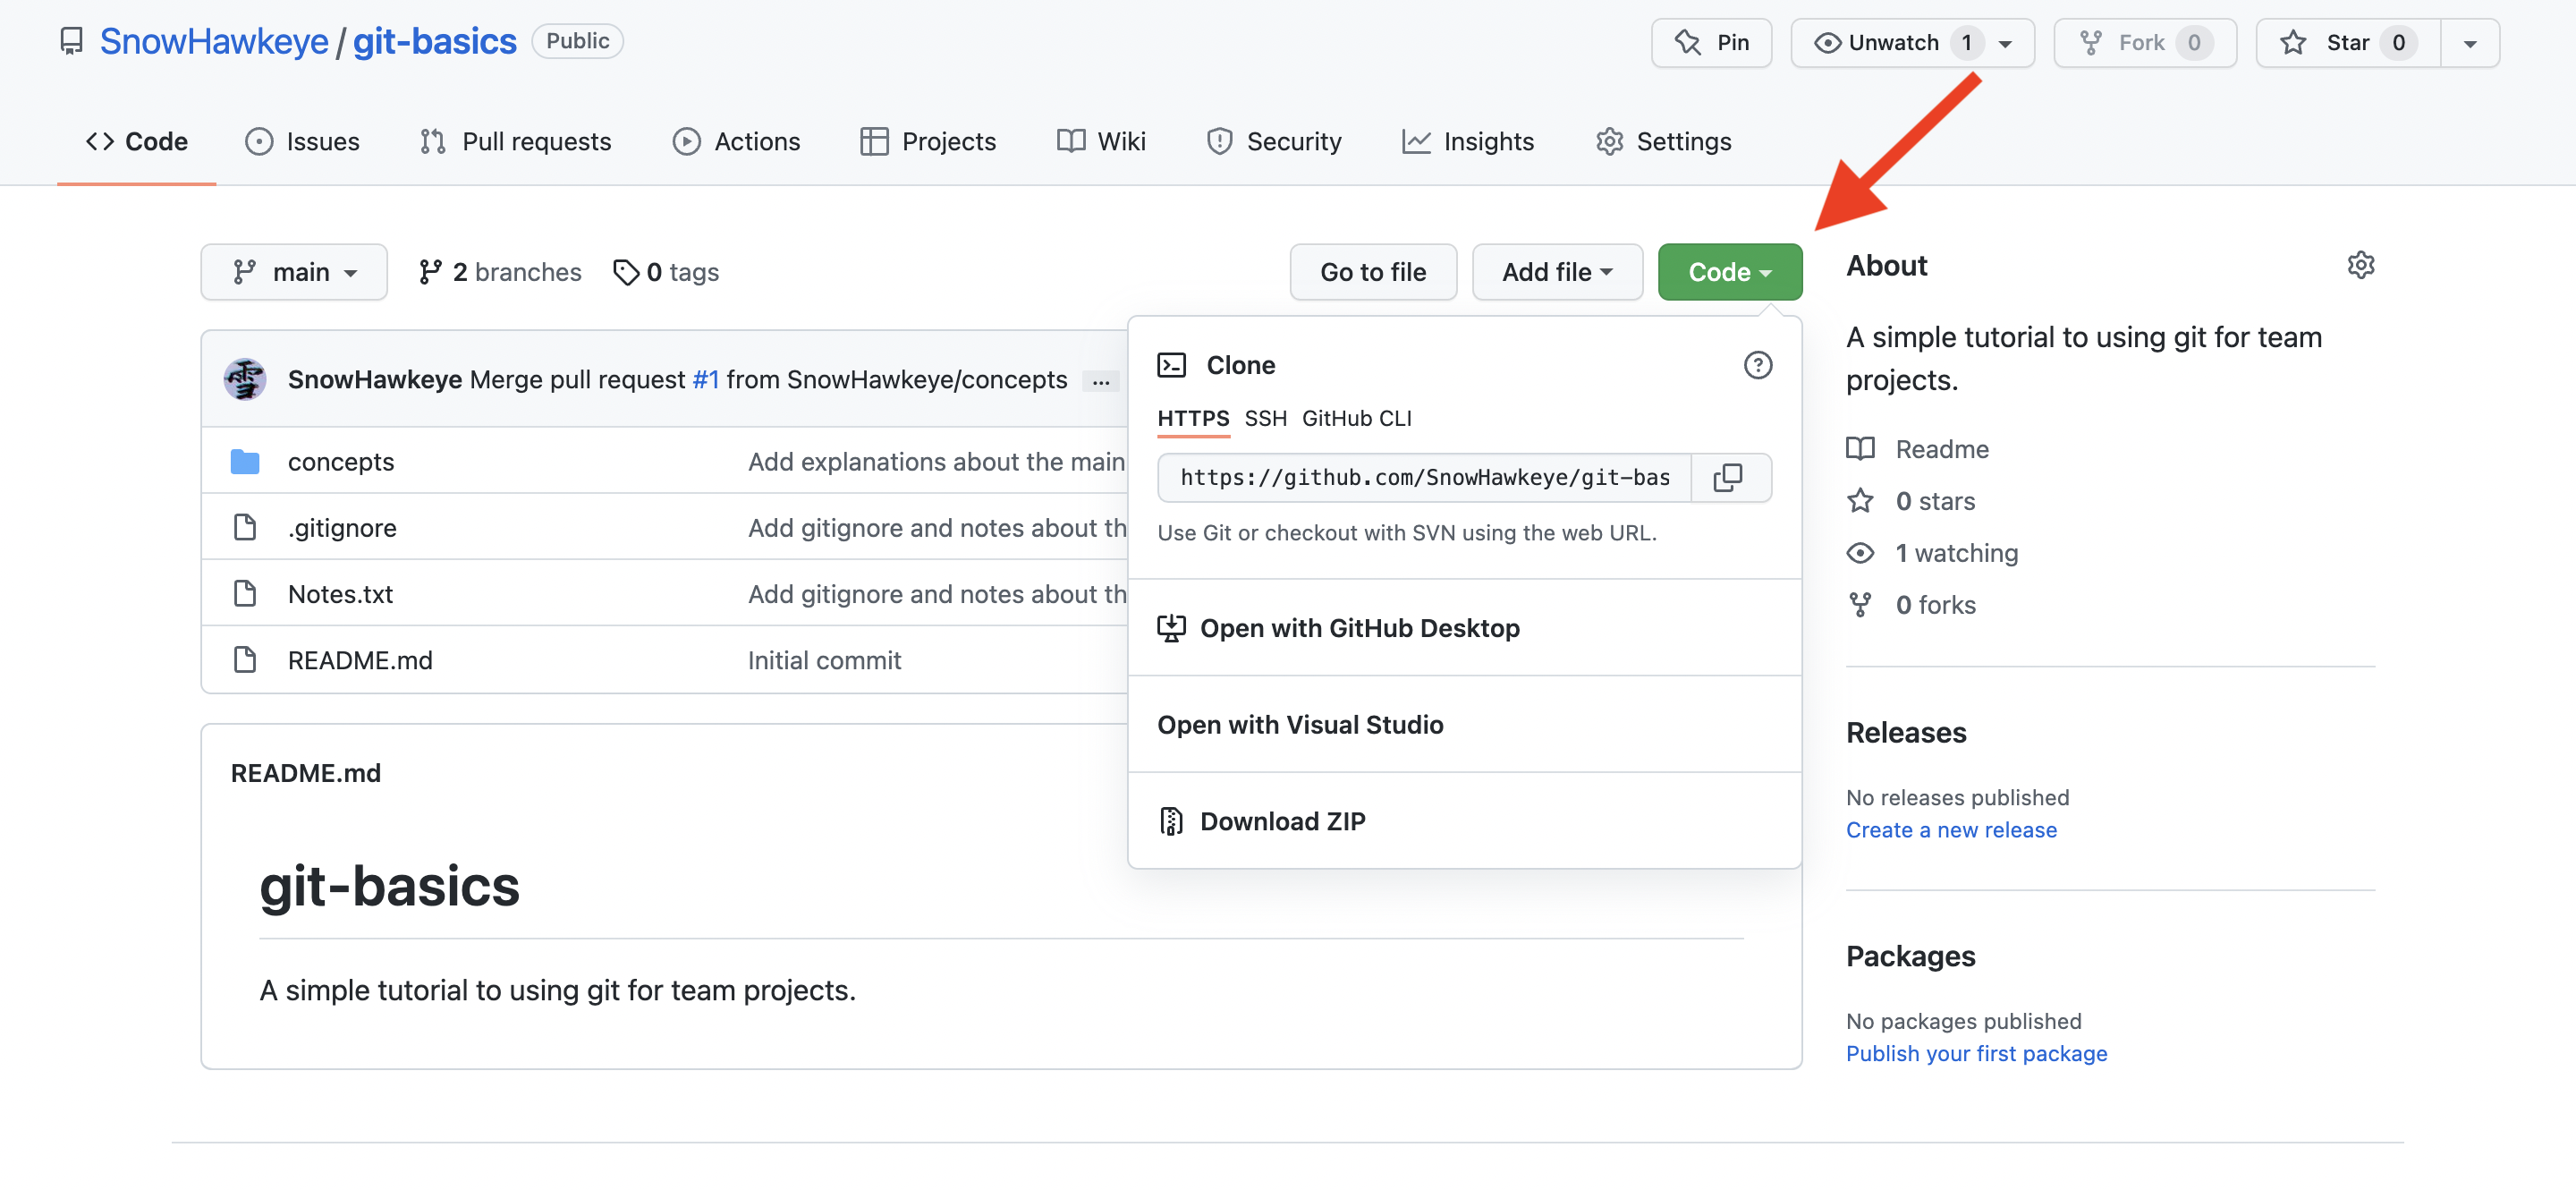 SnowHawkeye / git-basics Public
Pin
Unwatch 1
Fork 0
Star 0
Code
Issues
Pull requests
Actions
Projects
Wiki
Security
Insights
Settings
main
2 branches
0 tags
Go to file
Add file
Code
SnowHawkeye Merge pull request #1 from SnowHawkeye/concepts ...
concepts Add explanations about the main
.gitignore Add gitignore and notes about th
Notes.txt Add gitignore and notes about th
README.md Initial commit
Clone
HTTPS SSH GitHub CLI
https://github.com/SnowHawkeye/git-bas
Use Git or checkout with SVN using the web URL.
Open with GitHub Desktop
Open with Visual Studio
Download ZIP
README.md
git-basics
A simple tutorial to using git for team projects.
About
A simple tutorial to using git for team
projects.
Readme
0 stars
1 watching
0 forks
Releases
No releases published
Create a new release
Packages
No packages published
Publish your first package